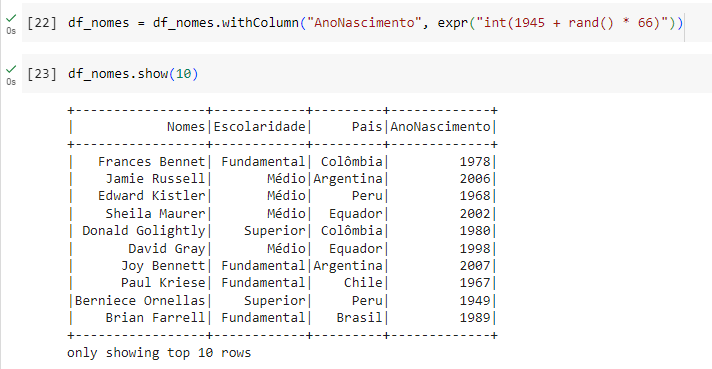 [22] df_nomes = df_nomes.withColumn("AnoNascimento", expr("int(1945 + rand() * 66)"))
0s
[23] df_nomes.show(10)
0s
+-----------------+------------+---------+-------------+
|            Nomes|Escolaridade|     Pais|AnoNascimento|
+-----------------+------------+---------+-------------+
|   Frances Bennet| Fundamental| Colômbia|         1978|
|    Jamie Russell|       Médio|Argentina|         2006|
|   Edward Kistler|       Médio|     Peru|         1968|
|    Sheila Maurer|       Médio|  Equador|         2002|
| Donald Golightly|    Superior| Colômbia|         1980|
|       David Gray|       Médio|  Equador|         1998|
|      Joy Bennett| Fundamental|Argentina|         2007|
|      Paul Kriese| Fundamental|    Chile|         1967|
|Berniece Ornellas|    Superior|     Peru|         1949|
|    Brian Farrell| Fundamental|   Brasil|         1989|
+-----------------+------------+---------+-------------+
only showing top 10 rows